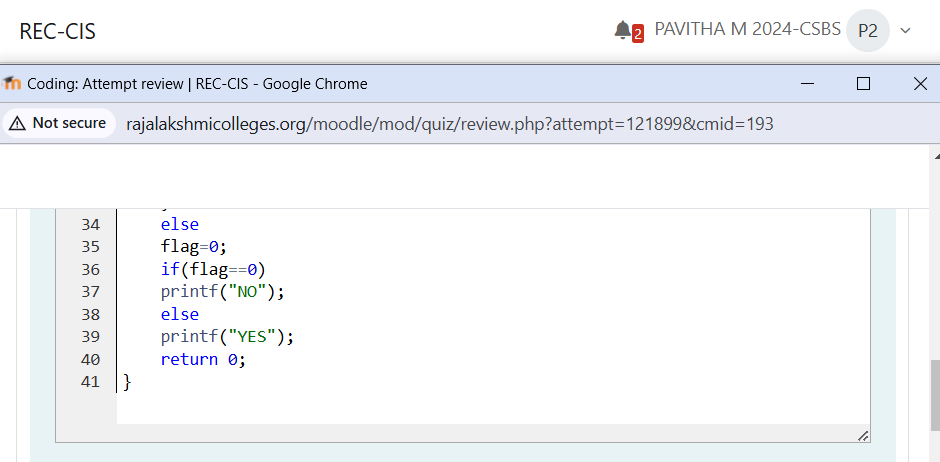 REC-CIS
2 PAVITHA M 2024-CSBS P2
Coding: Attempt review | REC-CIS - Google Chrome
Not secure rajalakshmicolleges.org/moodle/mod/quiz/review.php?attempt=121899&cmid=193
34 else
35 flag=0;
36 if(flag==0)
37 printf("NO");
38 else
39 printf("YES");
40 return 0;
41 }